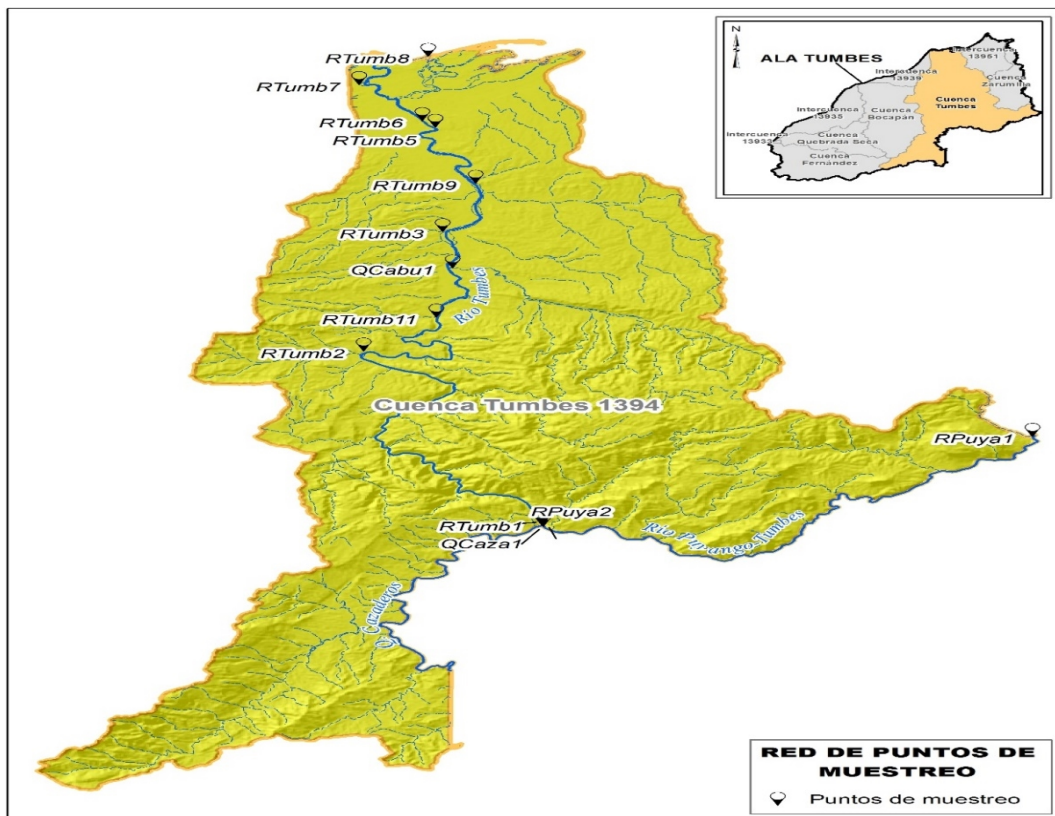 N
ALA TUMBES
Intercuenca
13951
Intercuenca
13939
Cuenca
Zarumilla
Cuenca
Tumbes
Intercuenca
13935
Cuenca
Bocapán
Intercuenca
Cuenca
Quebrada Seca
Cuenca
Fernández
RTumb8
RTumb7
RTumb6
RTumb5
RTumb9
RTumb3
QCabu1
Río Tumbes
RTumb11
RTumb2
Cuenca Tumbes 1394
RPuya1
RPuya2
RTumb1
QCaza1
Río Puyango Tumbes
Q. Cazaderos
RED DE PUNTOS DE
MUESTREO
Puntos de muestreo